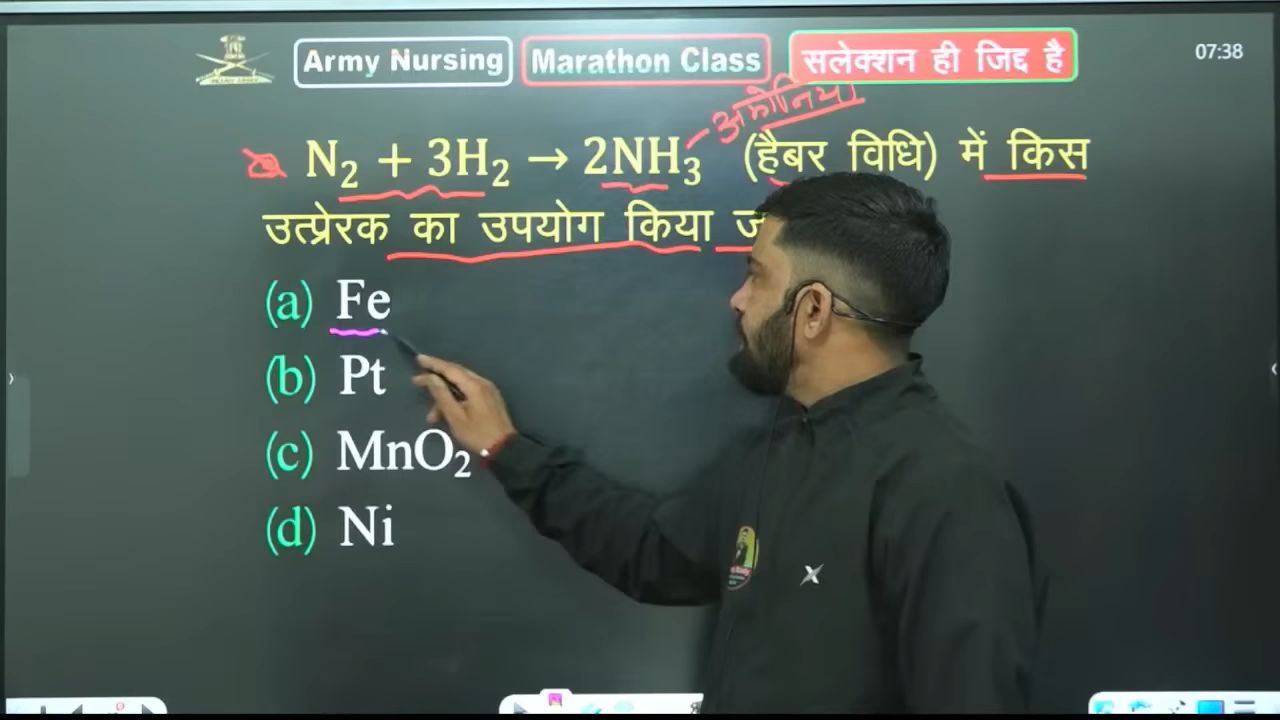 Army Nursing Marathon Class सलेक्शन ही जिद्द है
07:38
अमोनिया
N₂ + 3H₂ → 2NH₃ (हैबर विधि) में किस
उत्प्रेरक का उपयोग किया
(a) Fe
(b) Pt
(c) MnO₂
(d) Ni